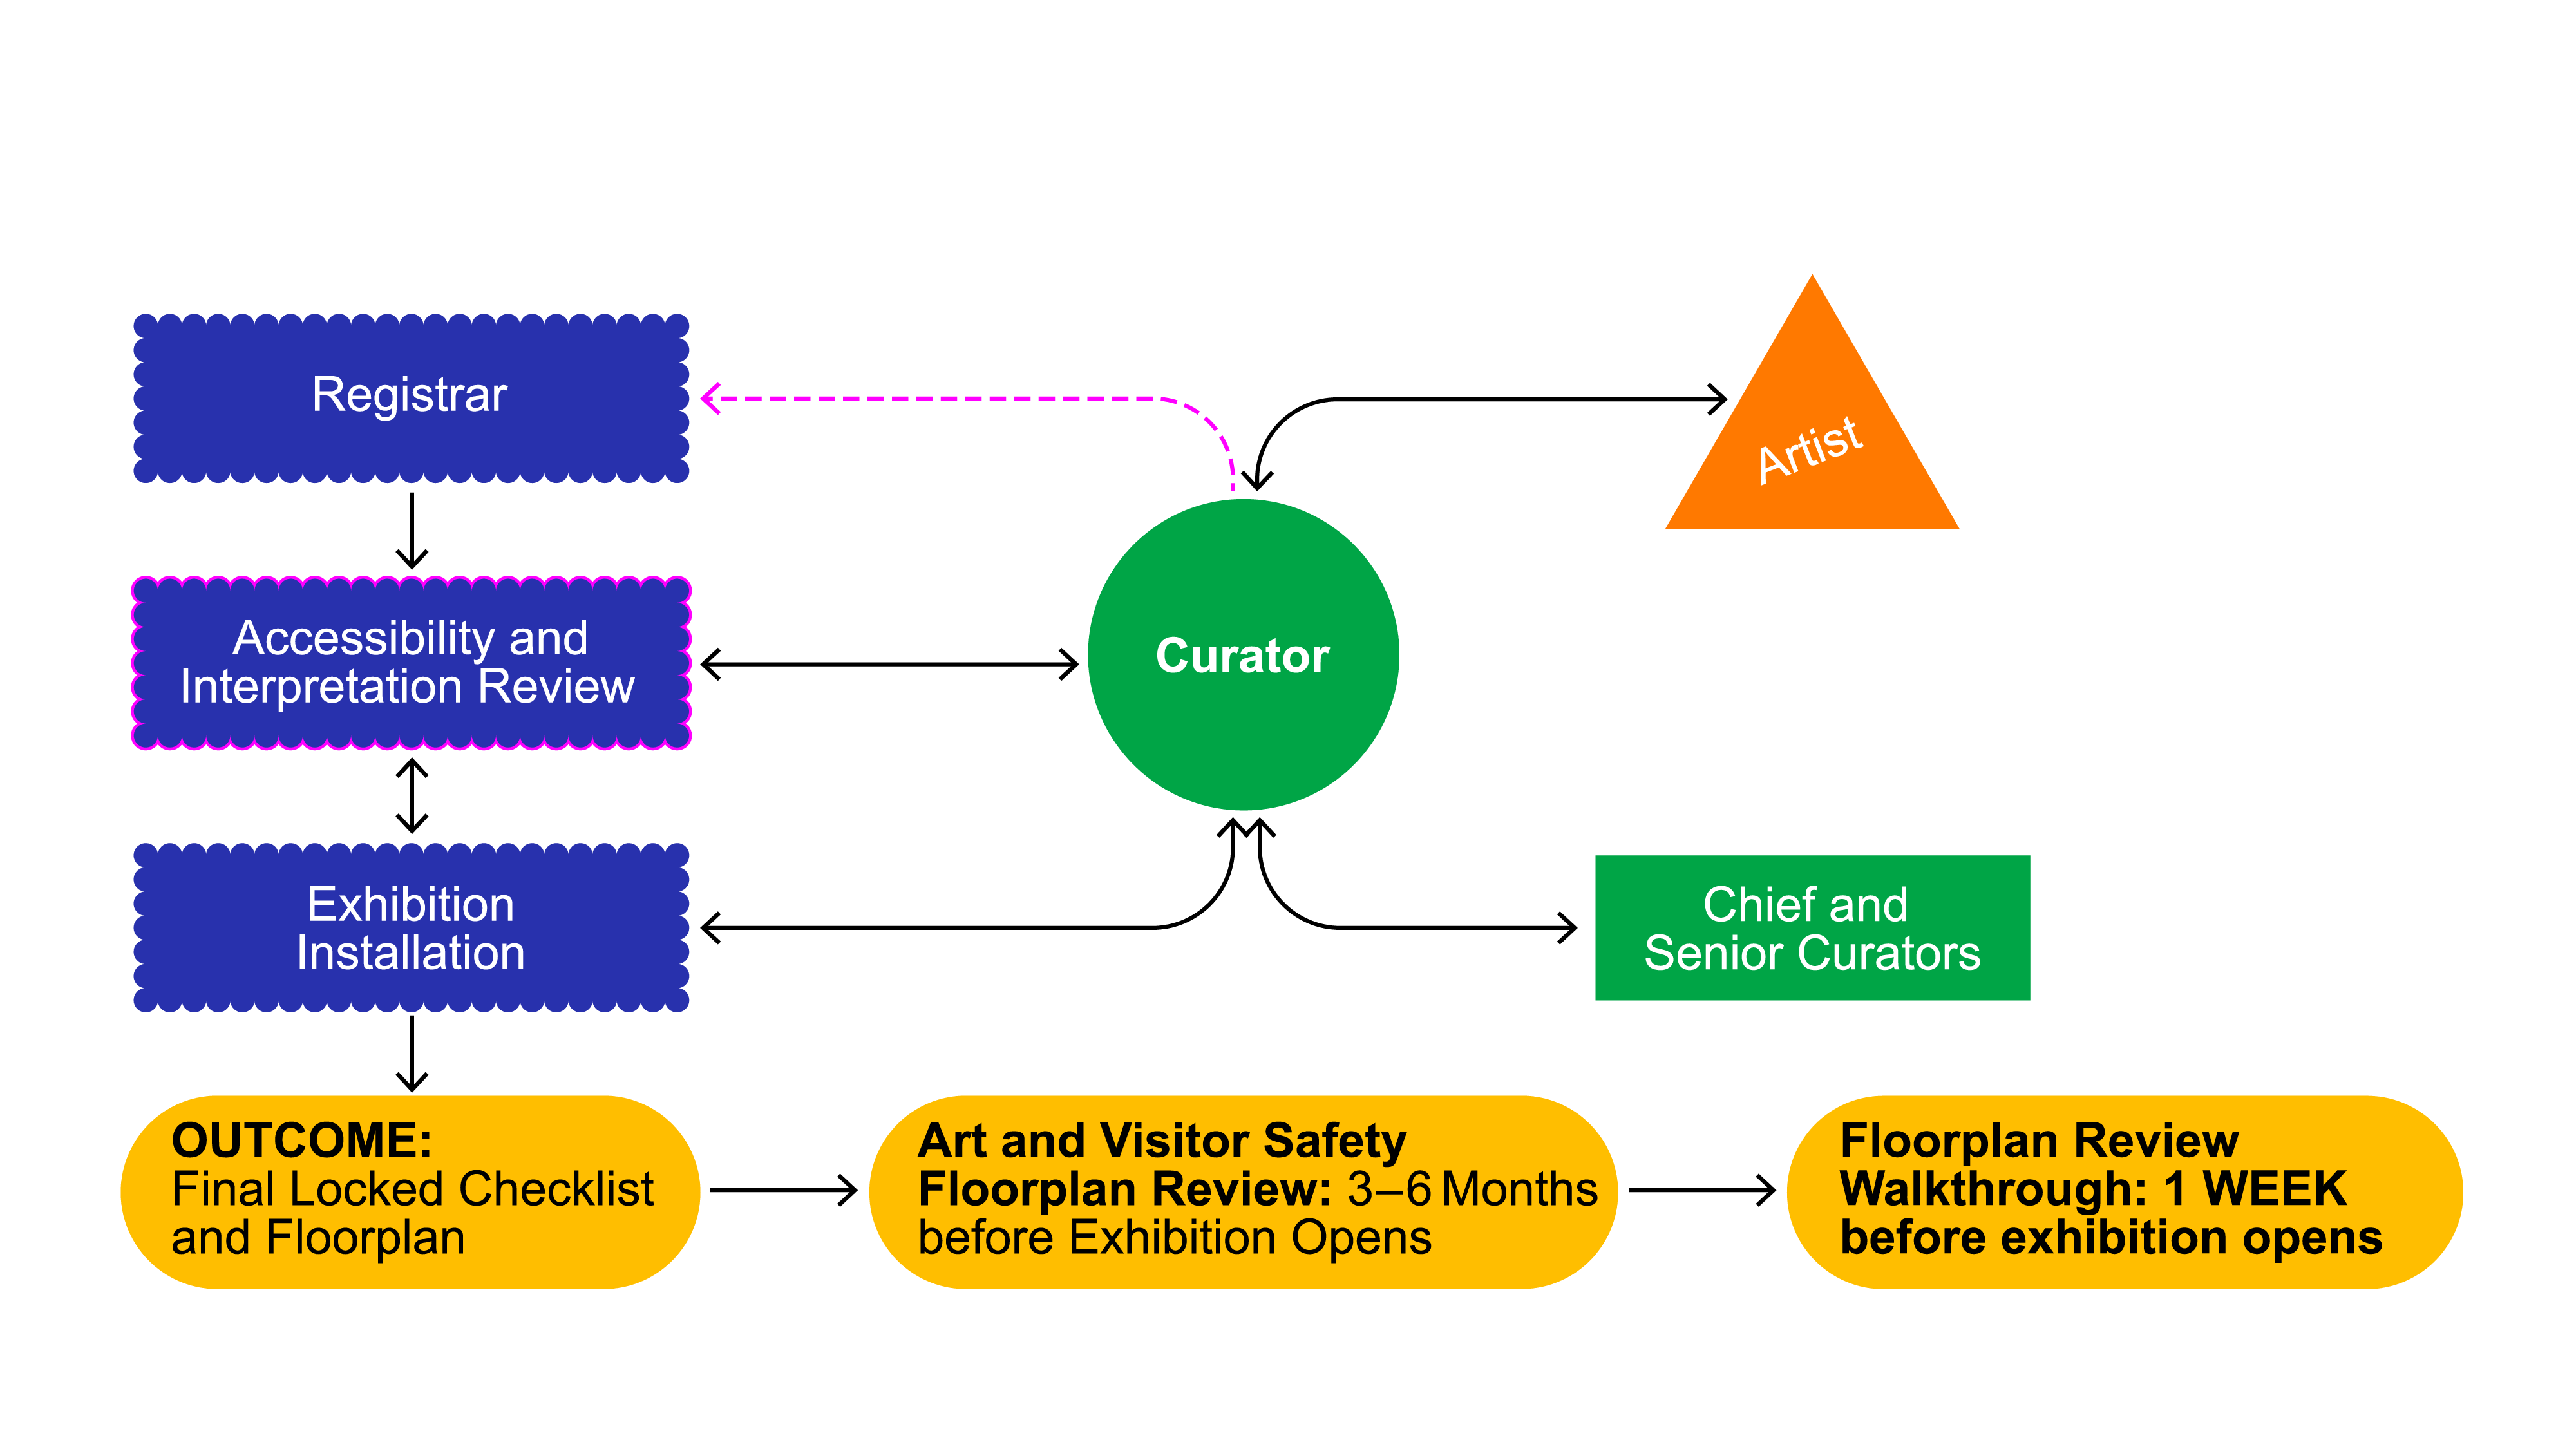 Registrar
Artist
Accessibility and
Interpretation Review
Curator
Exhibition
Installation
Chief and
Senior Curators
OUTCOME:
Final Locked Checklist
and Floorplan
Art and Visitor Safety
Floorplan Review: 3–6 Months
before Exhibition Opens
Floorplan Review
Walkthrough: 1 WEEK
before exhibition opens